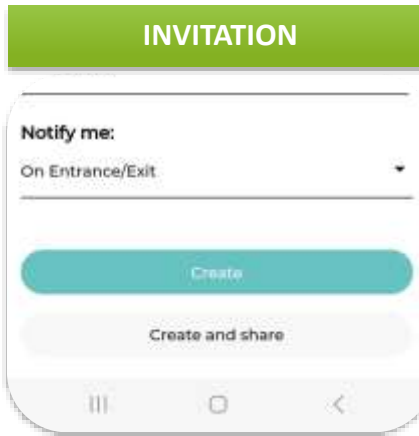 INVITATION
Notify me:
On Entrance/Exit
Create
Create and share